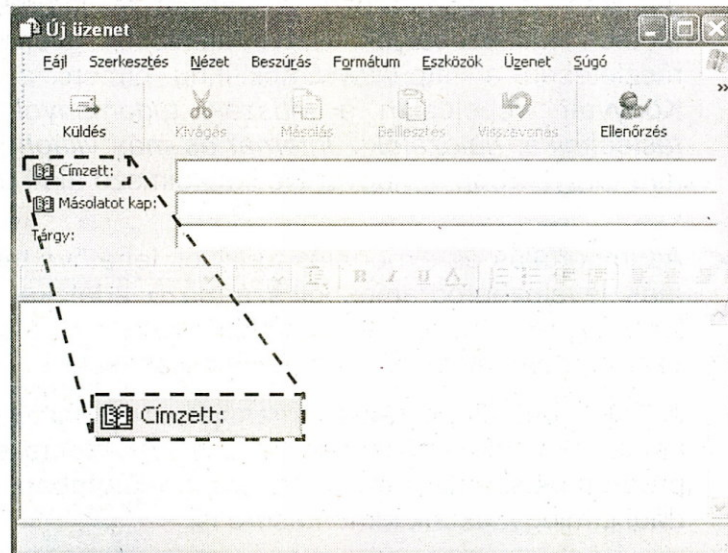 Új üzenet
Fájl Szerkesztés Nézet Beszúrás Formátum Eszközök Üzenet Súgó
»
Küldés Kivágás Másolás Beillesztés Visszavonás Ellenőrzés
Címzett:
Másolatot kap:
Tárgy:
B I U A
Címzett: